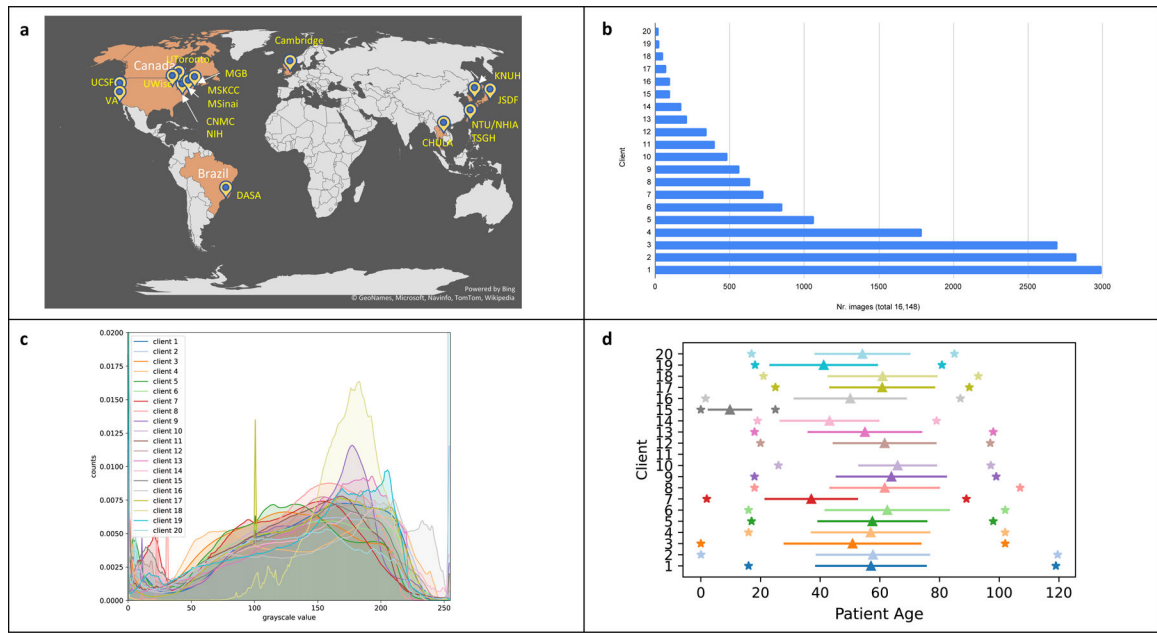 a
Cambridge
UToronto
Canada
MGB
KNUH
UCSF
UWisc
MSKCC
VA
MSinai
JSDF
CNMC
NTU/NHIA
NIH
CHULA
TSGH
Brazil
DASA
Powered by Bing
© GeoNames, Microsoft, Navinfo, TomTom, Wikipedia
b
20
19
18
17
16
15
14
13
12
11
10
9
8
7
6
5
4
3
2
1
Client
0
500
1000
1500
2000
2500
3000
Nr. images (total 16,148)
c
0.0200
0.0175
0.0150
0.0125
0.0100
0.0075
0.0050
0.0025
0.0000
counts
client 1
client 2
client 3
client 4
client 5
client 6
client 7
client 8
client 9
client 10
client 11
client 12
client 13
client 14
client 15
client 16
client 17
client 18
client 19
client 20
0
50
100
150
200
250
grayscale value
d
20
19
18
17
16
15
14
13
12
11
10
9
8
7
6
5
4
3
2
1
Client
0
20
40
60
80
100
120
Patient Age